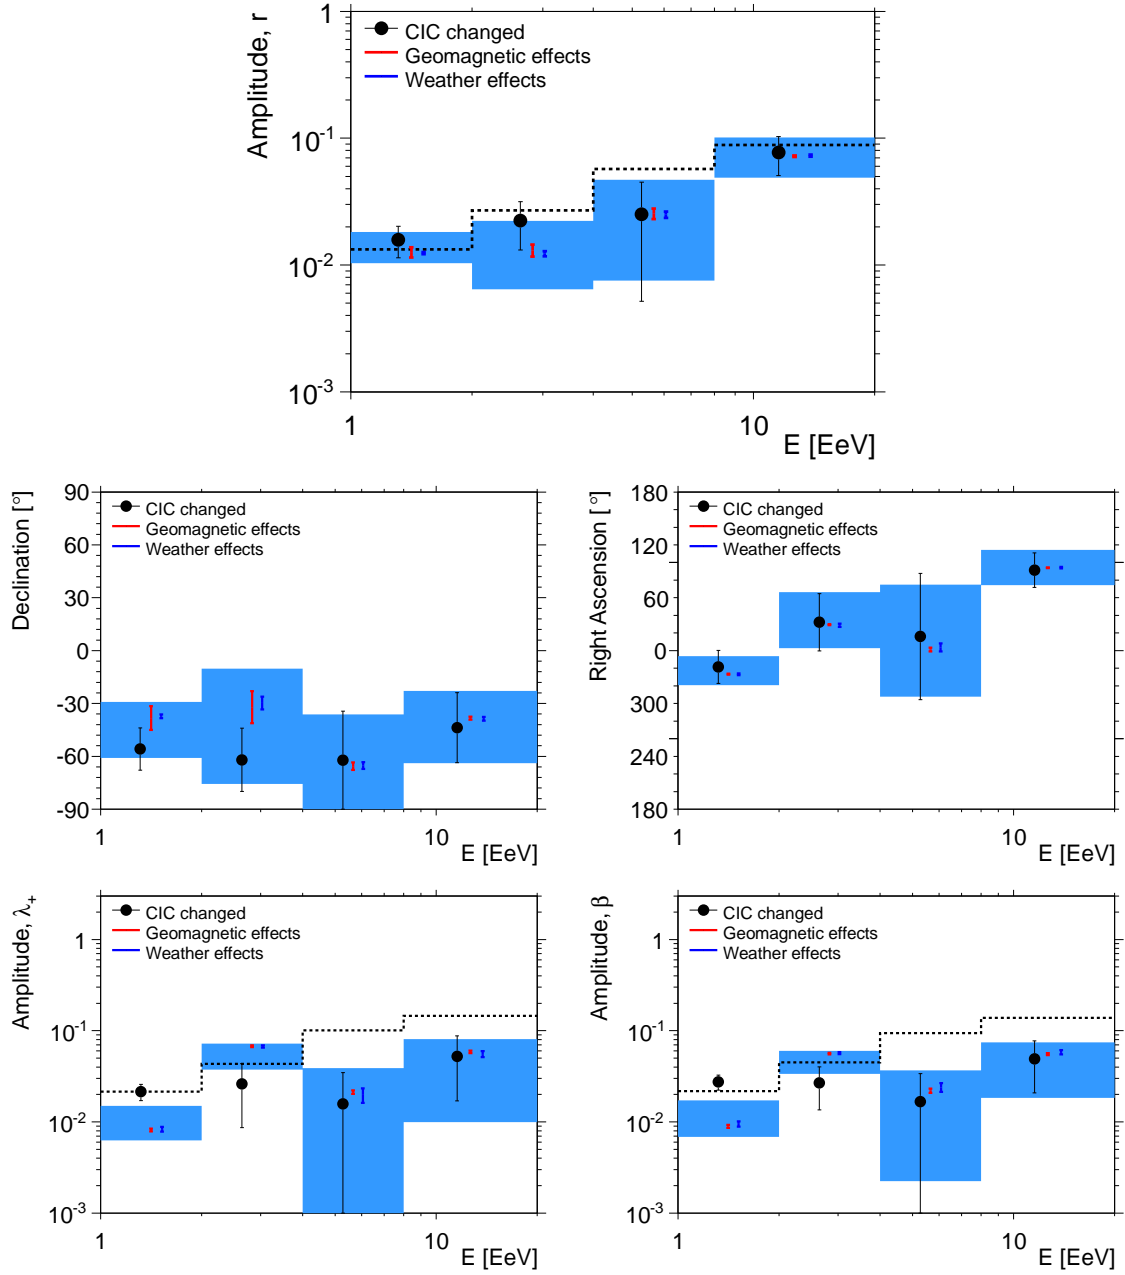 Amplitude, r
1
10⁻¹
10⁻²
10⁻³
CIC changed
Geomagnetic effects
Weather effects
1
10
E [EeV]
Declination [°]
90
60
30
0
-30
-60
-90
CIC changed
Geomagnetic effects
Weather effects
1
10
E [EeV]
Right Ascension [°]
180
120
60
0
300
240
180
CIC changed
Geomagnetic effects
Weather effects
1
10
E [EeV]
Amplitude, λ₊
1
10⁻¹
10⁻²
10⁻³
CIC changed
Geomagnetic effects
Weather effects
1
10
E [EeV]
Amplitude, β
1
10⁻¹
10⁻²
10⁻³
CIC changed
Geomagnetic effects
Weather effects
1
10
E [EeV]